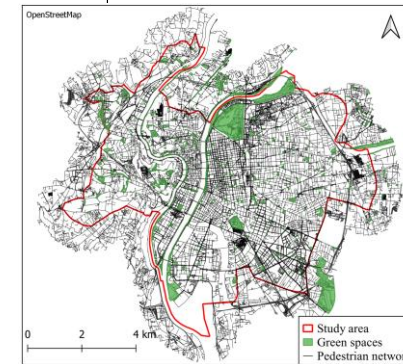 OpenStreetMap
0 2 4 km
Study area
Green spaces
Pedestrian networ